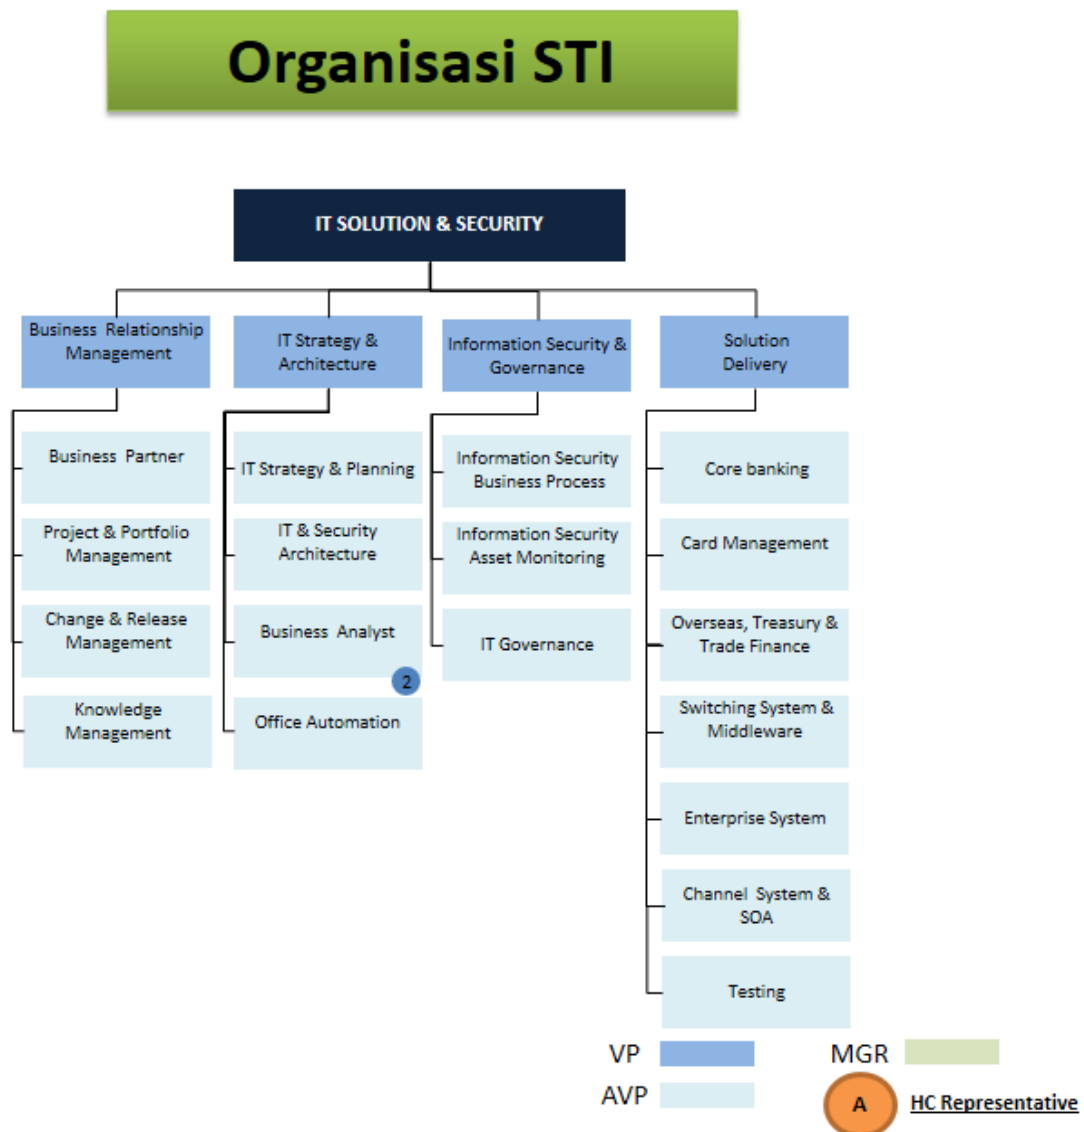 Organisasi STI
IT SOLUTION & SECURITY
Business Relationship
Management
IT Strategy &
Architecture
Information Security &
Governance
Solution
Delivery
Business Partner
Project & Portfolio
Management
Change & Release
Management
Knowledge
Management
IT Strategy & Planning
IT & Security
Architecture
Business Analyst
2
Office Automation
Information Security
Business Process
Information Security
Asset Monitoring
IT Governance
Core banking
Card Management
Overseas, Treasury &
Trade Finance
Switching System &
Middleware
Enterprise System
Channel System &
SOA
Testing
VP
MGR
AVP
A
HC Representative